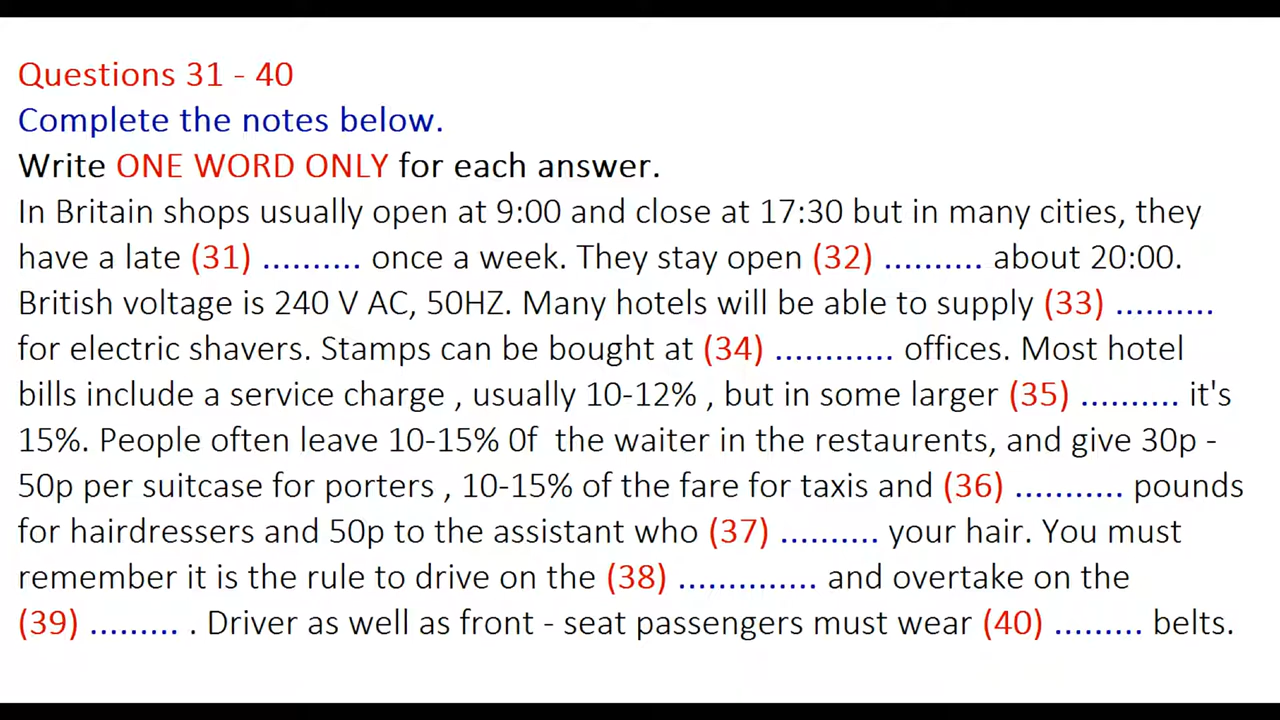 Questions 31 - 40
Complete the notes below.
Write ONE WORD ONLY for each answer.
In Britain shops usually open at 9:00 and close at 17:30 but in many cities, they
have a late (31) .......... once a week. They stay open (32) .......... about 20:00.
British voltage is 240 V AC, 50HZ. Many hotels will be able to supply (33) ..........
for electric shavers. Stamps can be bought at (34) ............ offices. Most hotel
bills include a service charge , usually 10-12% , but in some larger (35) .......... it's
15%. People often leave 10-15% 0f  the waiter in the restaurents, and give 30p -
50p per suitcase for porters , 10-15% of the fare for taxis and (36) ........... pounds
for hairdressers and 50p to the assistant who (37) .......... your hair. You must
remember it is the rule to drive on the (38) .............. and overtake on the
(39) ......... . Driver as well as front - seat passengers must wear (40) ......... belts.